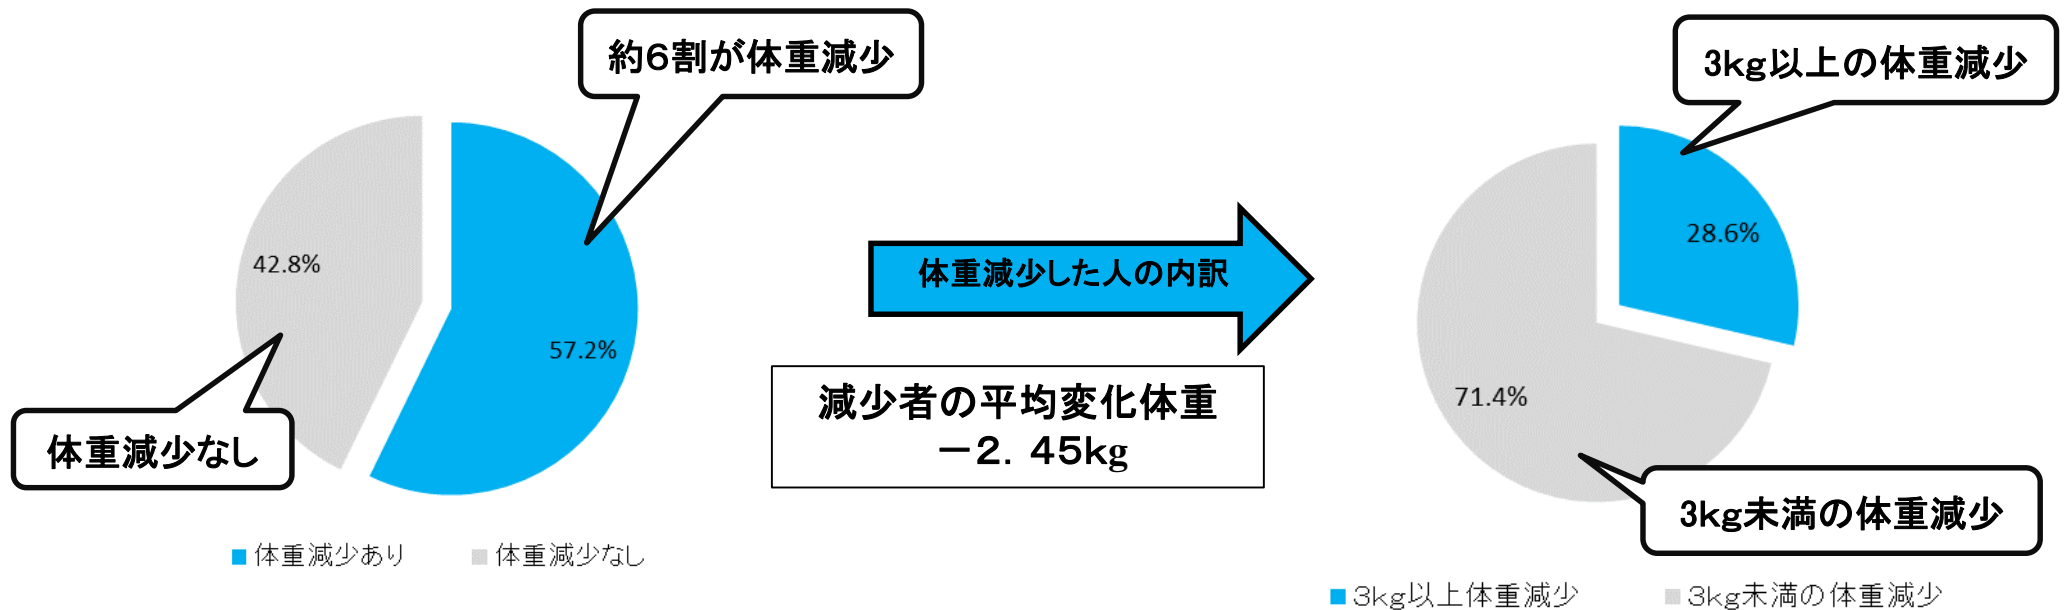 約6割が体重減少
3kg以上の体重減少
42.8%
57.2%
体重減少なし
体重減少した人の内訳
減少者の平均変化体重
－2．45kg
28.6%
71.4%
3kg未満の体重減少
体重減少あり 体重減少なし
3kg以上体重減少 3kg未満の体重減少